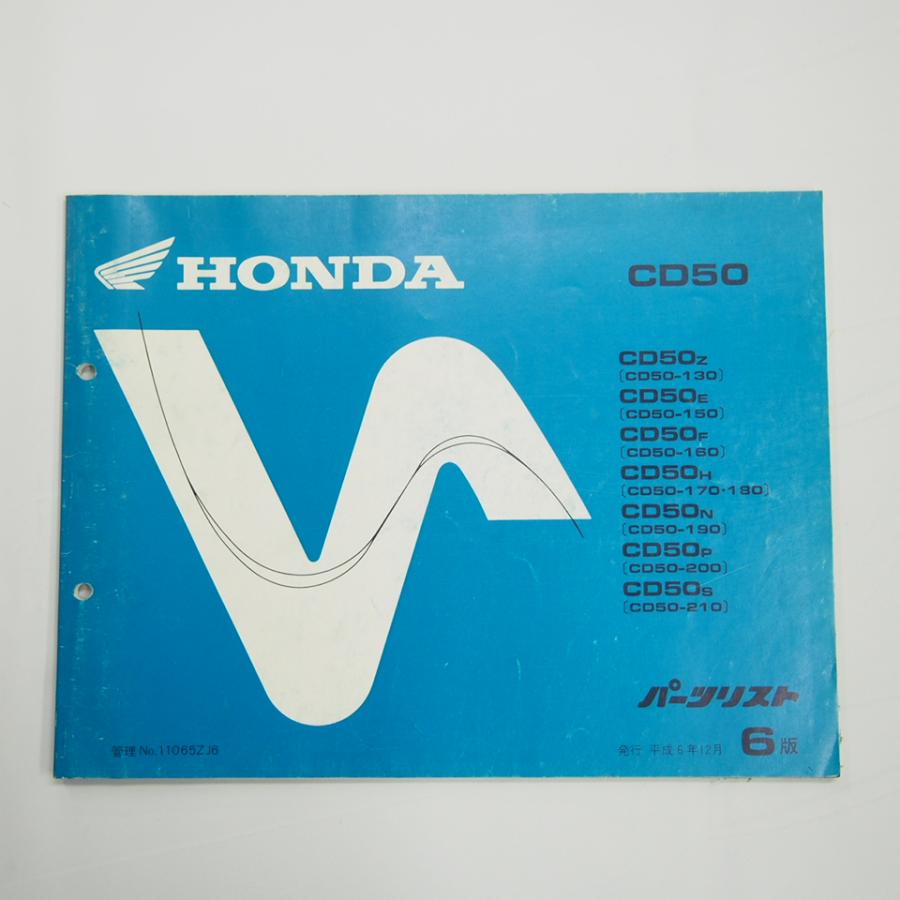 HONDA
CD50
CD50Z
(CD50-130)
CD50E
(CD50-150)
CD50F
(CD50-160)
CD50H
(CD50-170・180)
CD50N
(CD50-190)
CD50P
(CD50-200)
CD50S
(CD50-210)
パーツリスト
管理 No.11065ZJ6
発行 平成6年12月 6版